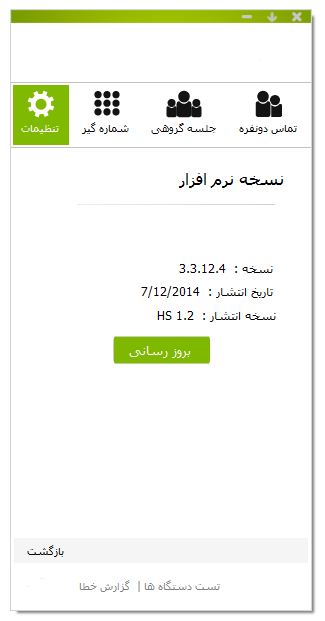 تماس دونفره
جلسه گروهی
شماره گیر
تنظیمات
نسخه نرم افزار
نسخه : 3.3.12.4
تاریخ انتشار : 7/12/2014
نسخه انتشار : HS 1.2
بروز رسانی
بازگشت
تست دستگاه ها | گزارش خطا